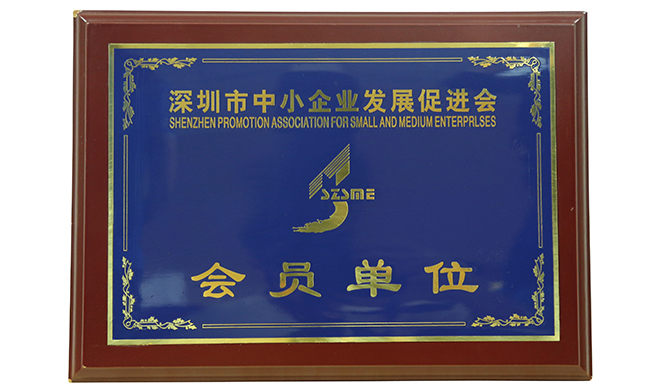 深圳市中小企业发展促进会
SHENZHEN PROMOTION ASSOCIATION FOR SMALL AND MEDIUM ENTERPRLSES
SZSME
会员单位